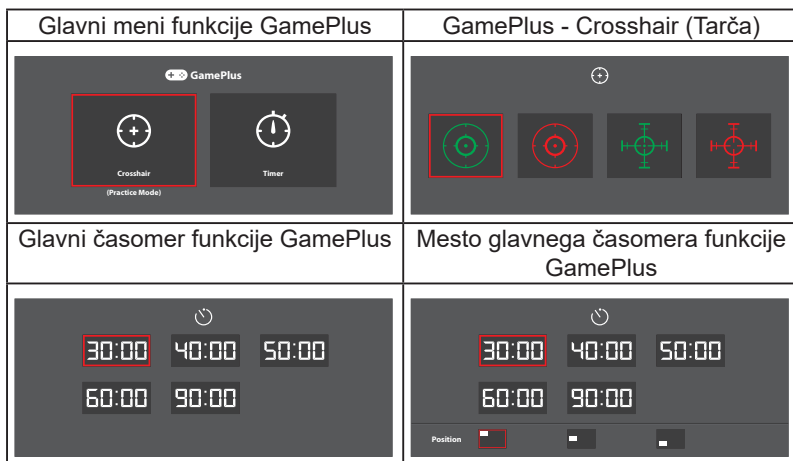 Glavni meni funkcije GamePlus
GamePlus - Crosshair (Tarča)
GamePlus
Crosshair
Timer
(Practice Mode)
Glavni časomer funkcije GamePlus
Mesto glavnega časomera funkcije
GamePlus
30:00 40:00 50:00
60:00 90:00
30:00 40:00 50:00
60:00 90:00
Position